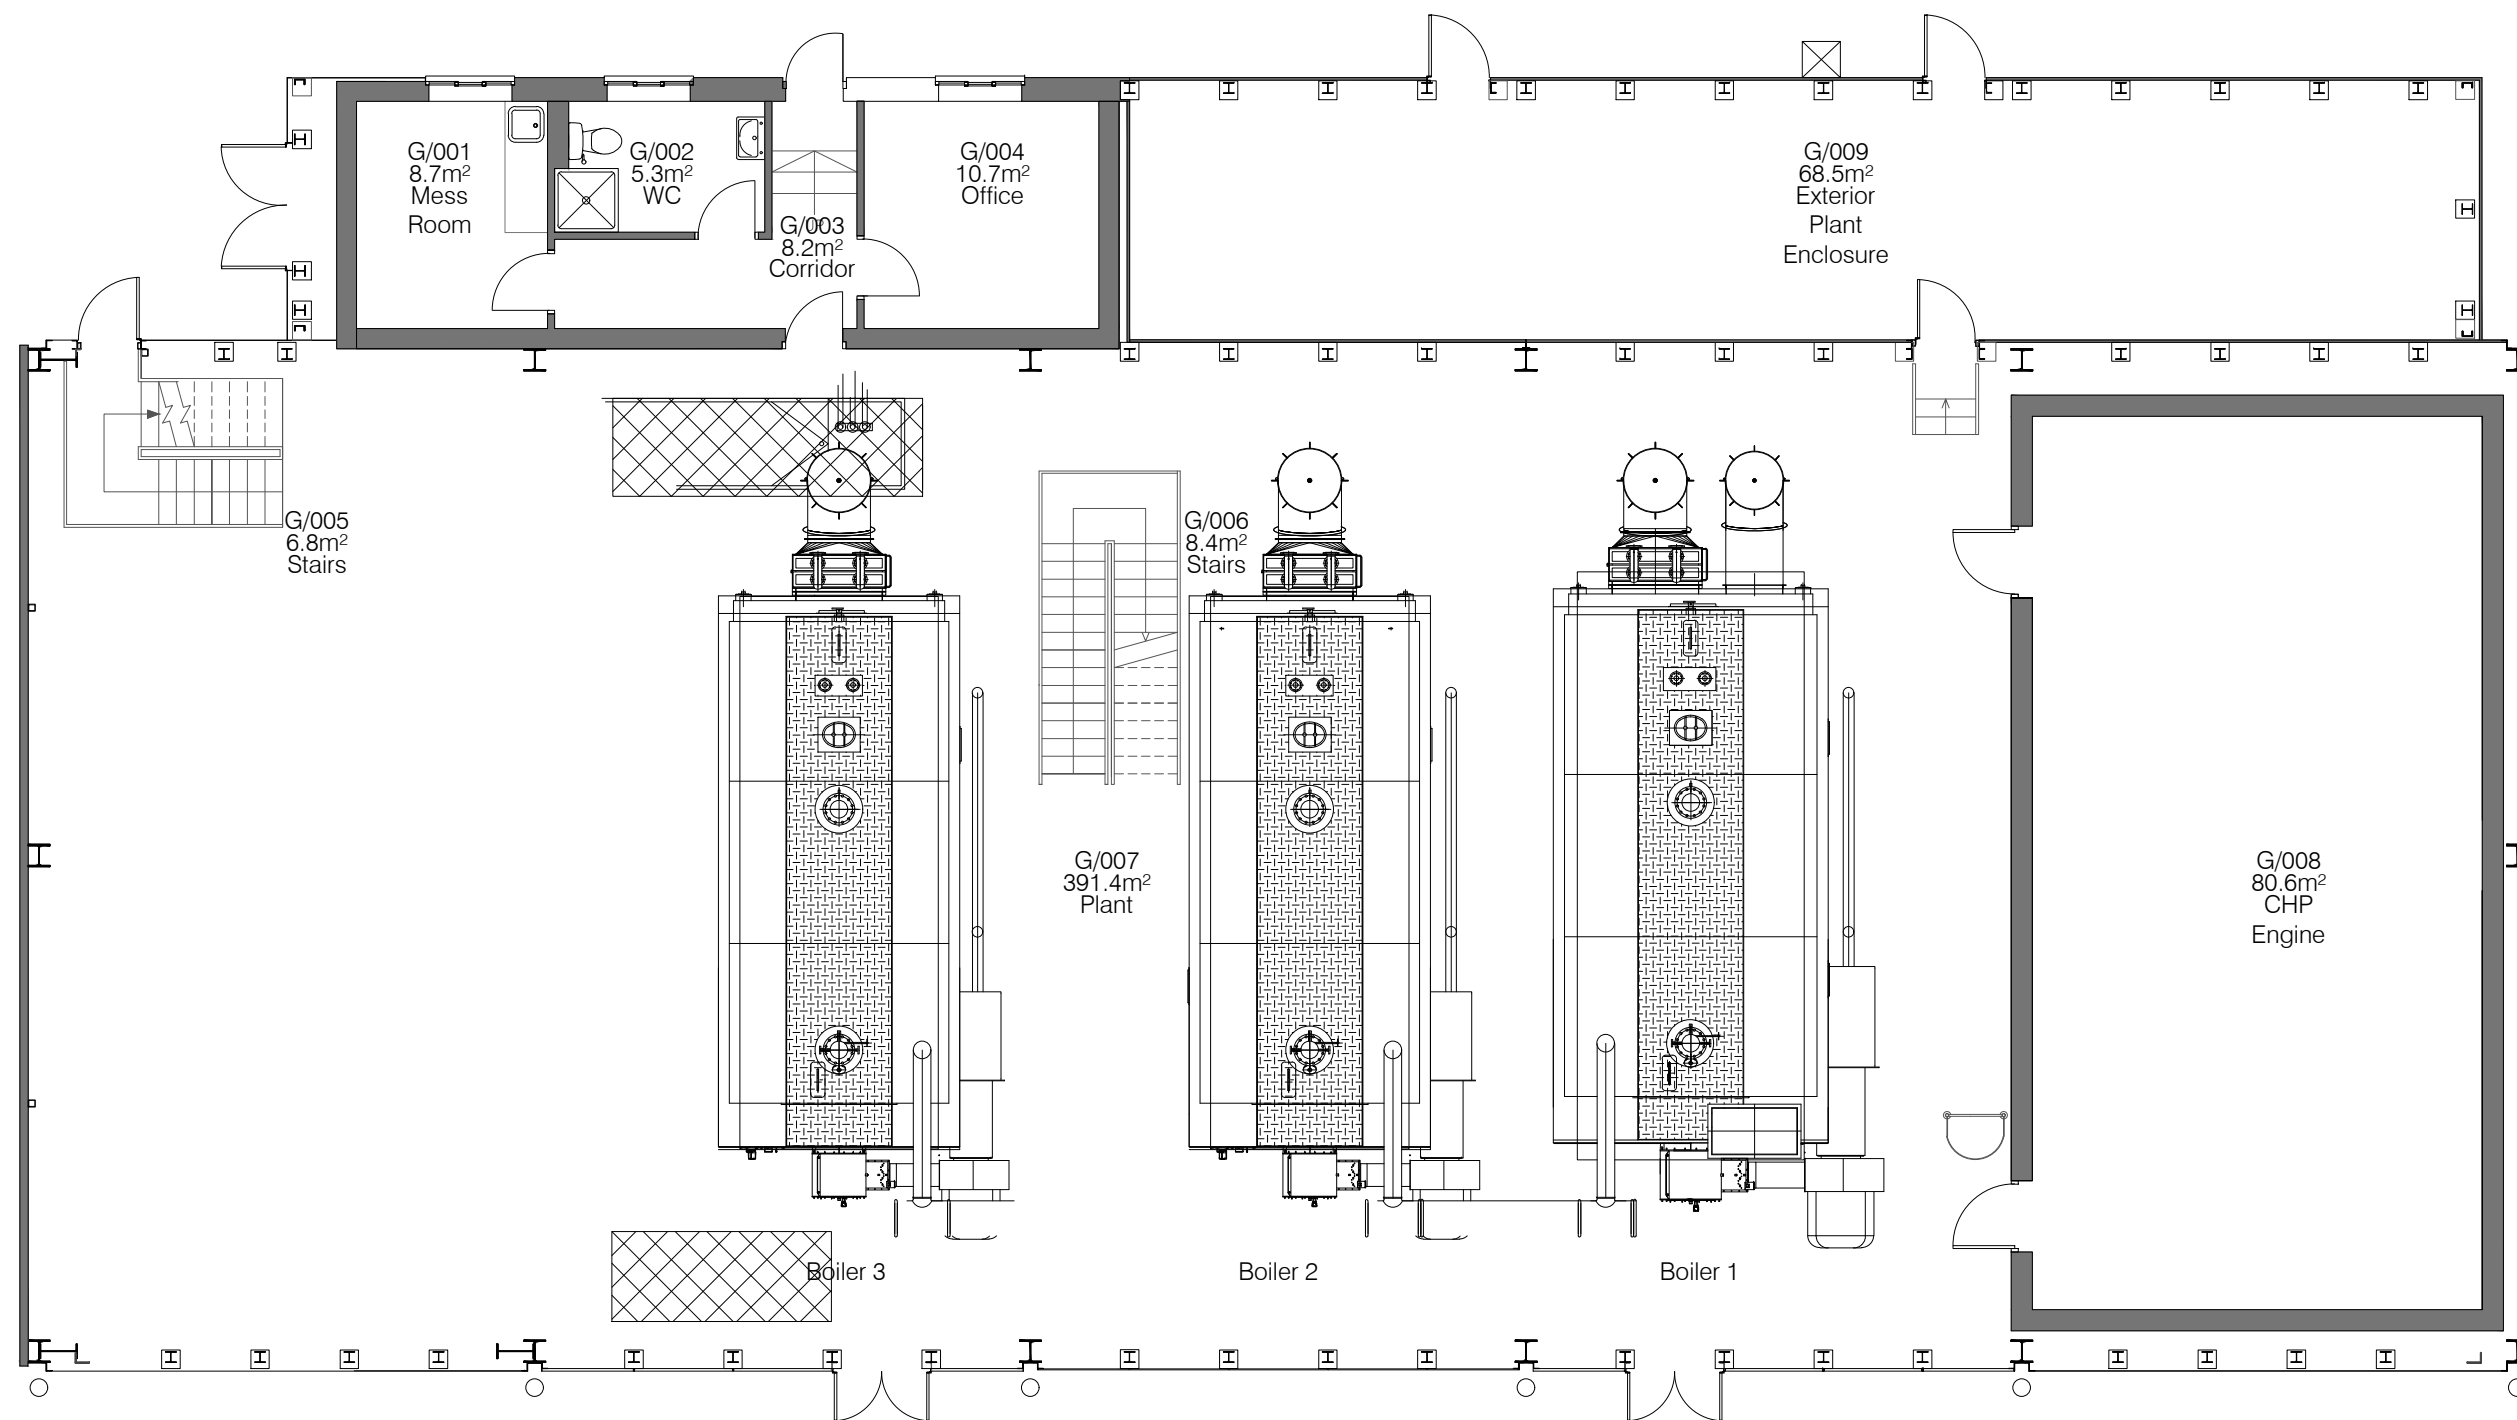 G/001
8.7m²
Mess
Room
G/002
5.3m²
WC
G/003
8.2m²
Corridor
G/004
10.7m²
Office
G/009
68.5m²
Exterior
Plant
Enclosure
G/005
6.8m²
Stairs
G/006
8.4m²
Stairs
G/007
391.4m²
Plant
G/008
80.6m²
CHP
Engine
Boiler 3
Boiler 2
Boiler 1